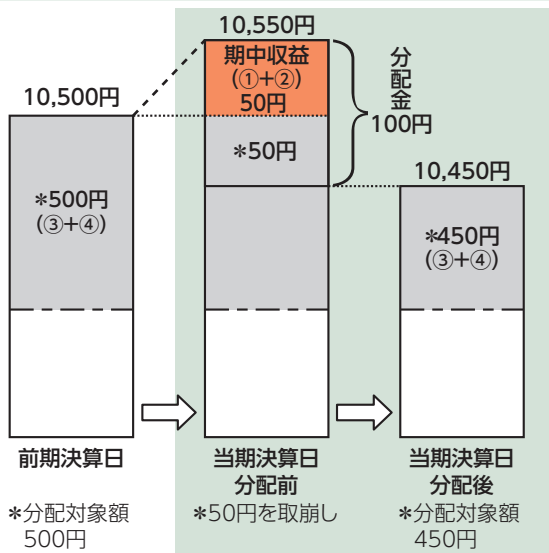 10,550円
期中収益
(①+②)
50円
分配金
100円
10,500円
*50円
10,450円
*500円
(③+④)
*450円
(③+④)
前期決算日
当期決算日
分配前
当期決算日
分配後
*分配対象額
500円
*50円を取崩し
*分配対象額
450円